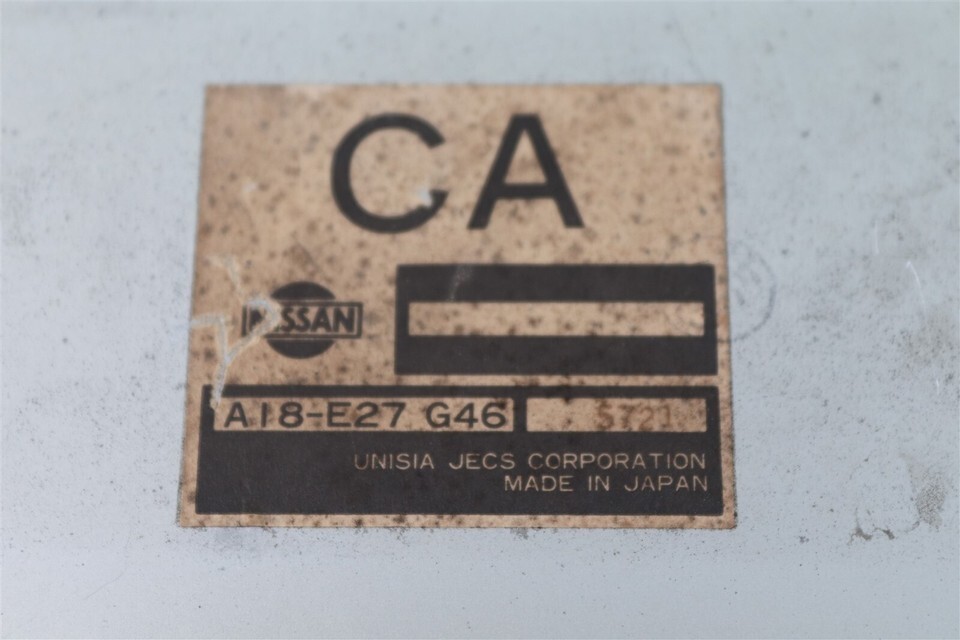 CA
NISSAN
A18-E27 G46
UNISIA JECS CORPORATION
MADE IN JAPAN